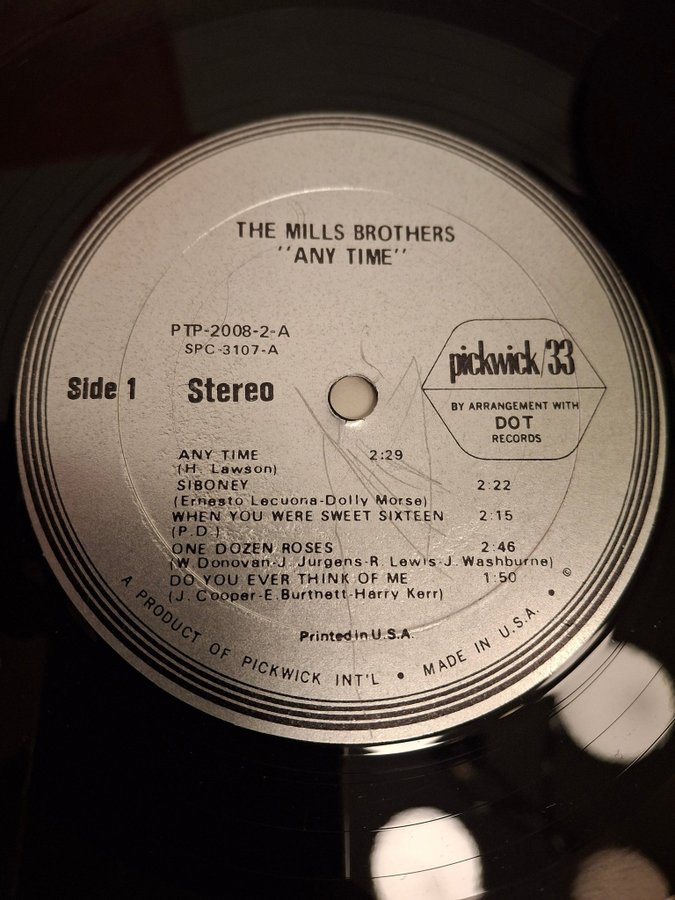 THE MILLS BROTHERS
"ANY TIME"
PTP-2008-2-A
SPC-3107-A
Side 1
Stereo
pickwick/33
BY ARRANGEMENT WITH
DOT
RECORDS
ANY TIME 2:29
(H. Lawson)
SIBONEY 2:22
(Ernesto Lecuona-Dolly Morse)
WHEN YOU WERE SWEET SIXTEEN 2:15
(P.D.)
ONE DOZEN ROSES 2:46
(W. Donovan-J. Jurgens-R. Lewis-J. Washburne)
DO YOU EVER THINK OF ME 1:50
(J. Cooper-E.Burtnett-Harry Kerr)
Printed in U.S.A.
A PRODUCT OF PICKWICK INT'L • MADE IN U.S.A. • ©